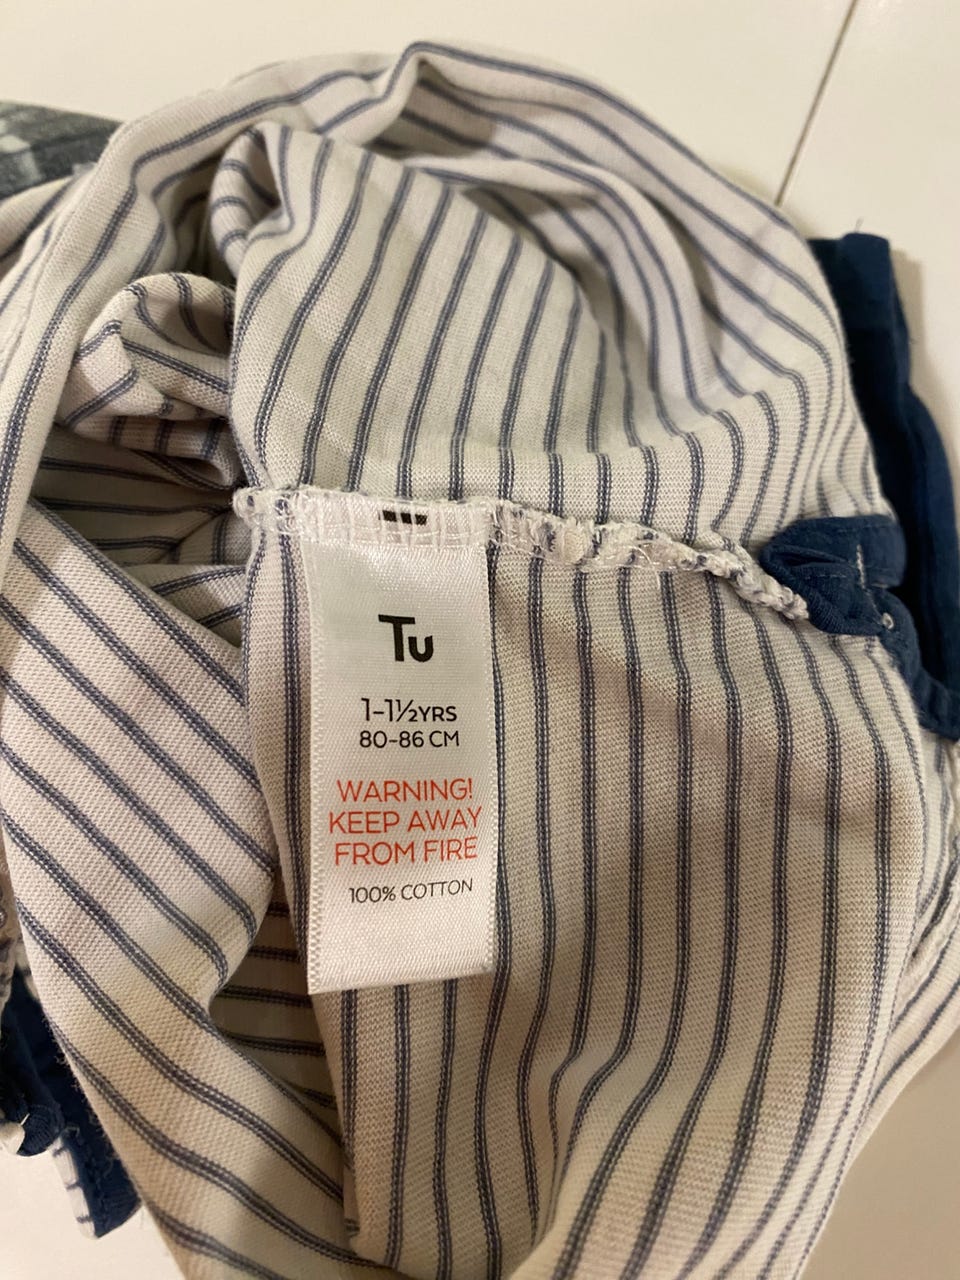 Tu
1-1½YRS
80-86 CM
WARNING!
KEEP AWAY
FROM FIRE
100% COTTON